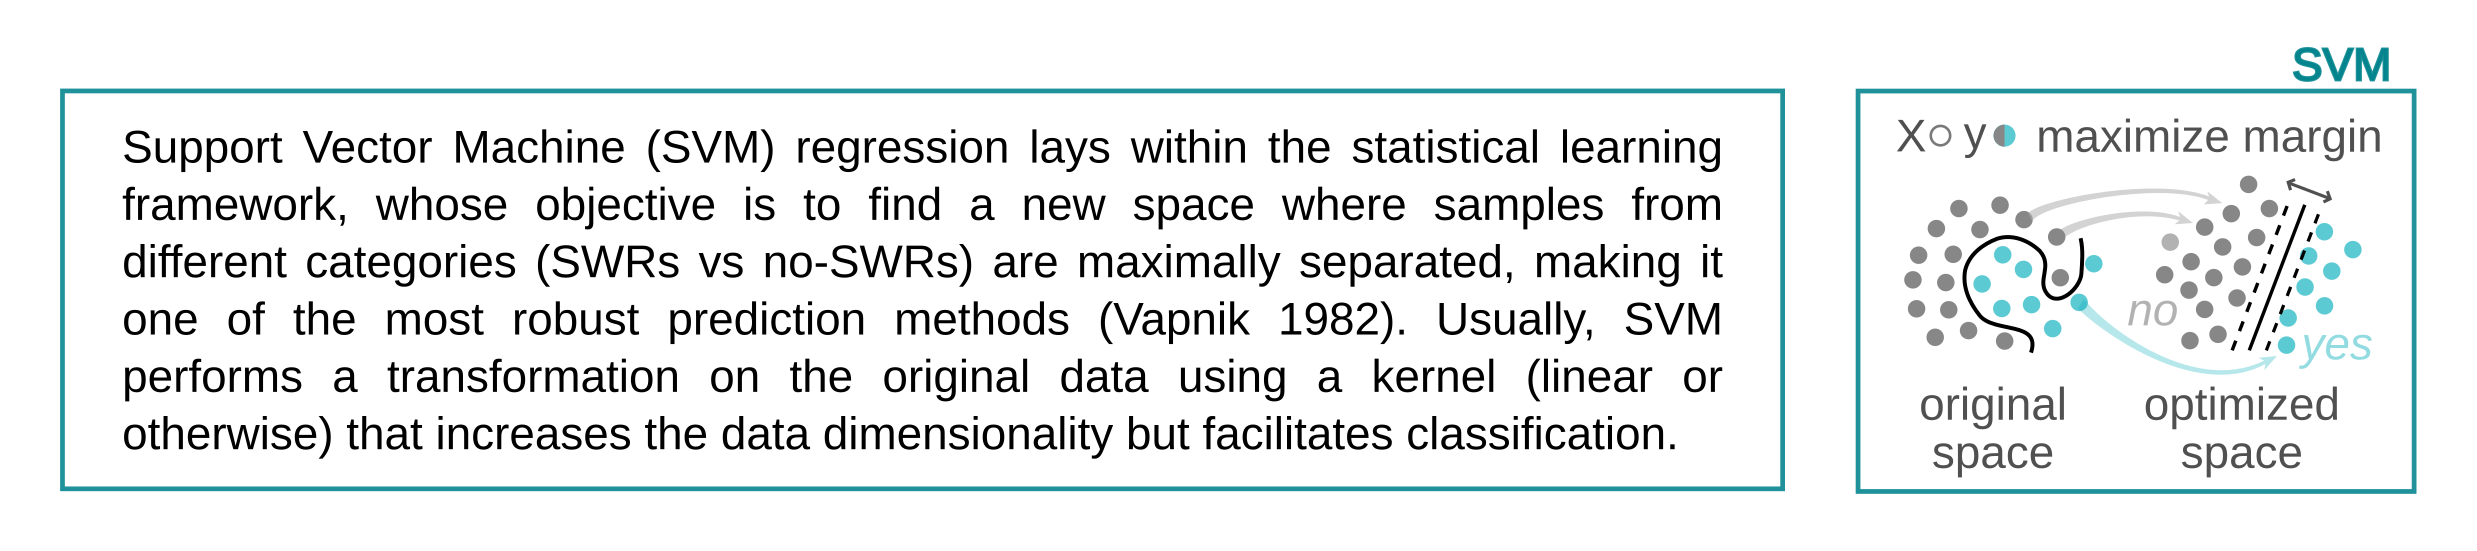 Support Vector Machine (SVM) regression lays within the statistical learning
framework, whose objective is to find a new space where samples from
different categories (SWRs vs no-SWRs) are maximally separated, making it
one of the most robust prediction methods (Vapnik 1982). Usually, SVM
performs a transformation on the original data using a kernel (linear or
otherwise) that increases the data dimensionality but facilitates classification.
SVM
X y maximize margin
no
yes
original
space
optimized
space